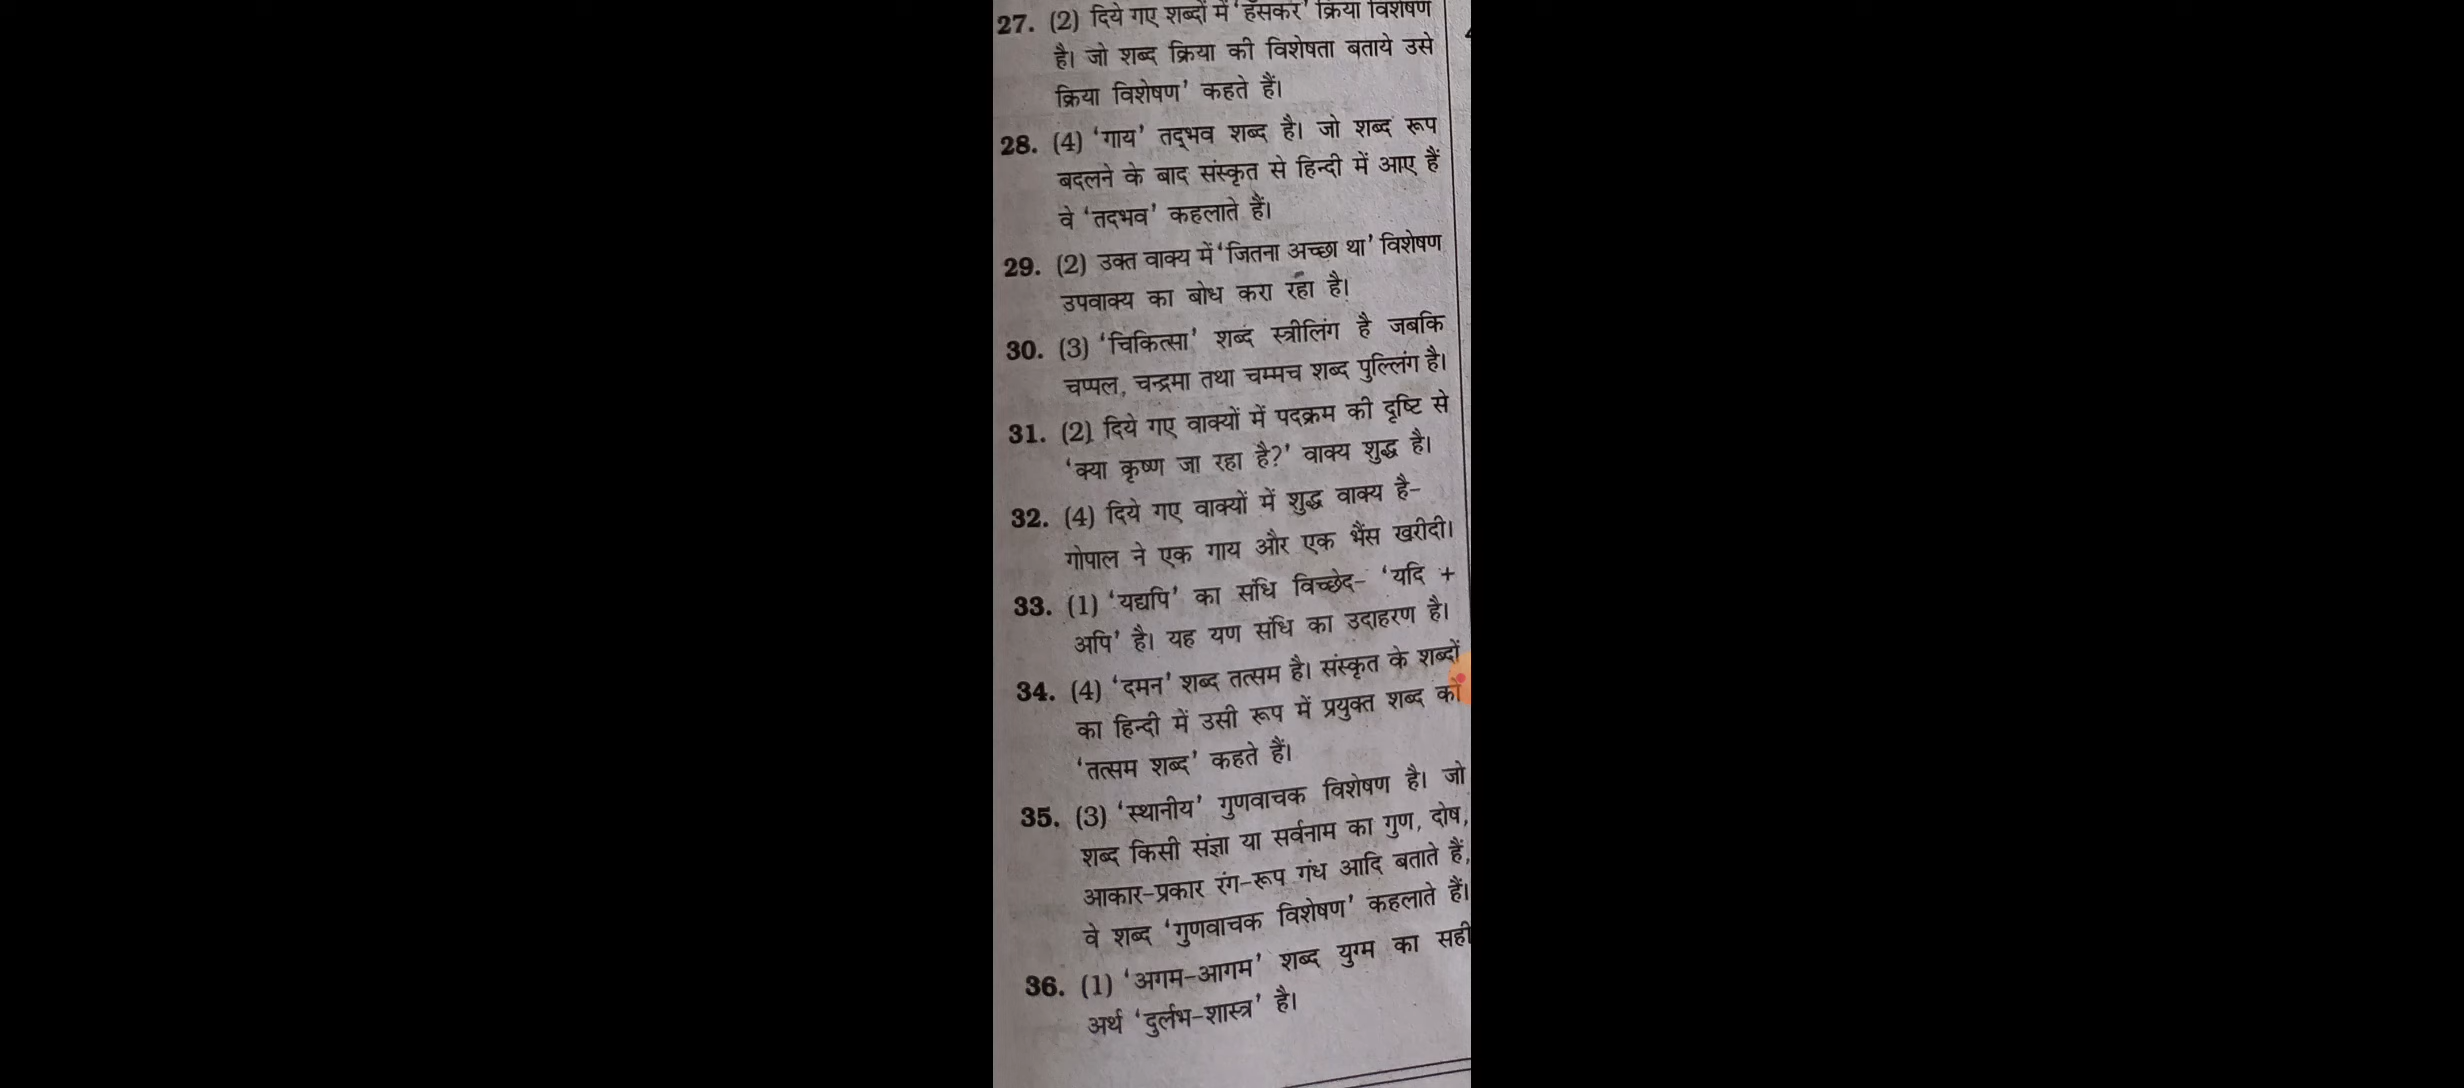 27. (2) दिये गए शब्दों में 'हँसकर' क्रिया विशेषण
है। जो शब्द क्रिया की विशेषता बताये उसे
क्रिया विशेषण' कहते हैं।
28. (4) 'गाय' तद्‌भव शब्द है। जो शब्द रूप
बदलने के बाद संस्कृत से हिन्दी में आए हैं
वे 'तदभव' कहलाते हैं।
29. (2) उक्त वाक्य में 'जितना अच्छा था' विशेषण
उपवाक्य का बोध करा रहा है।
30. (3) 'चिकित्सा' शब्द स्त्रीलिंग है जबकि
चप्पल, चन्द्रमा तथा चम्मच शब्द पुल्लिंग है।
31. (2) दिये गए वाक्यों में पदक्रम की दृष्टि से
'क्या कृष्ण जा रहा है?' वाक्य शुद्ध है।
32. (4) दिये गए वाक्यों में शुद्ध वाक्य है-
गोपाल ने एक गाय और एक भैंस खरीदी।
33. (1) 'यद्यपि' का संधि विच्छेद- 'यदि +
अपि' है। यह यण संधि का उदाहरण है।
34. (4) 'दमन' शब्द तत्सम है। संस्कृत के शब्दों
का हिन्दी में उसी रूप में प्रयुक्त शब्द को
'तत्सम शब्द' कहते हैं।
35. (3) 'स्थानीय' गुणवाचक विशेषण है। जो
शब्द किसी संज्ञा या सर्वनाम का गुण, दोष,
आकार-प्रकार रंग-रूप गंध आदि बताते हैं,
वे शब्द 'गुणवाचक विशेषण' कहलाते हैं।
36. (1) 'अगम-आगम' शब्द युग्म का सही
अर्थ 'दुर्लभ-शास्त्र' है।